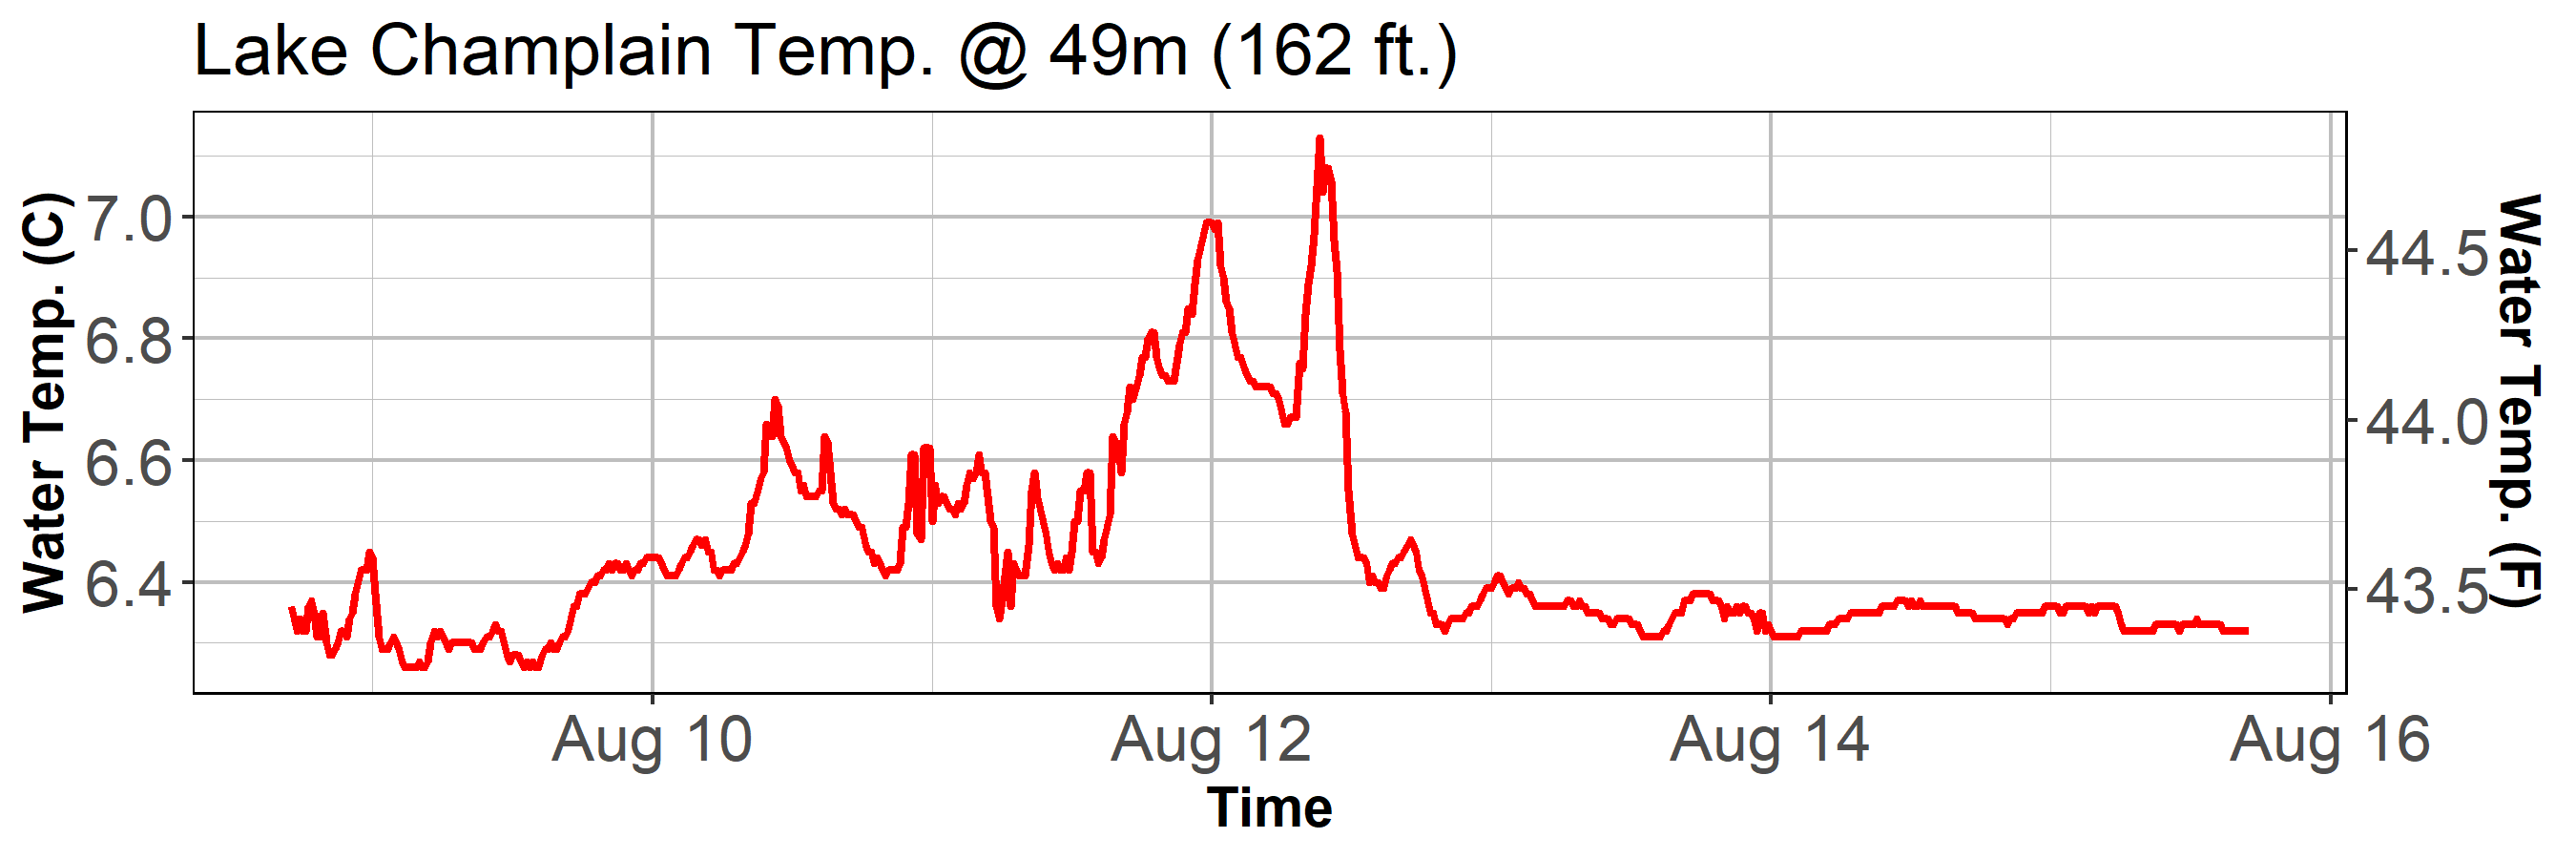 Lake Champlain Temp. @ 49m (162 ft.)
Water Temp. (C)
7.0
6.8
6.6
6.4
44.5
44.0
43.5
Water Temp. (F)
Aug 10
Aug 12
Aug 14
Aug 16
Time